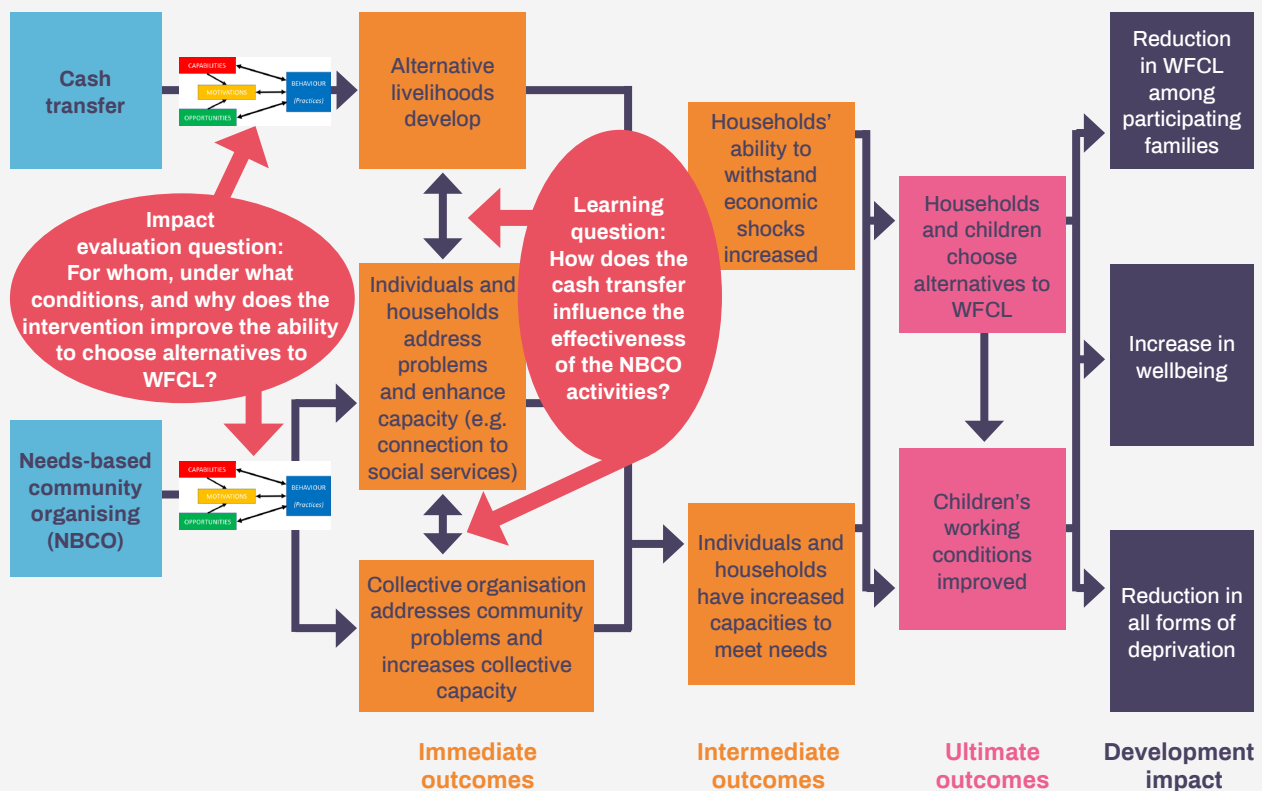 Cash
transfer
CAPABILITIES
MOTIVATIONS
OPPORTUNITIES
BEHAVIOUR
(Practices)
Alternative
livelihoods
develop
Impact
evaluation question:
For whom, under what
conditions, and why does the
intervention improve the ability
to choose alternatives to
WFCL?
Needs-based
community
organising
(NBCO)
CAPABILITIES
MOTIVATIONS
OPPORTUNITIES
BEHAVIOUR
(Practices)
Individuals and
households
address
problems
and enhance
capacity (e.g.
connection to
social services)
Collective organisation
addresses community
problems and
increases collective
capacity
Learning
question:
How does the
cash transfer
influence the
effectiveness
of the NBCO
activities?
Households’
ability to
withstand
economic
shocks
increased
Individuals and
households
have increased
capacities to
meet needs
Households
and children
choose
alternatives to
WFCL
Children’s
working
conditions
improved
Reduction
in WFCL
among
participating
families
Increase in
wellbeing
Reduction in
all forms of
deprivation
Immediate
outcomes
Intermediate
outcomes
Ultimate
outcomes
Development
impact